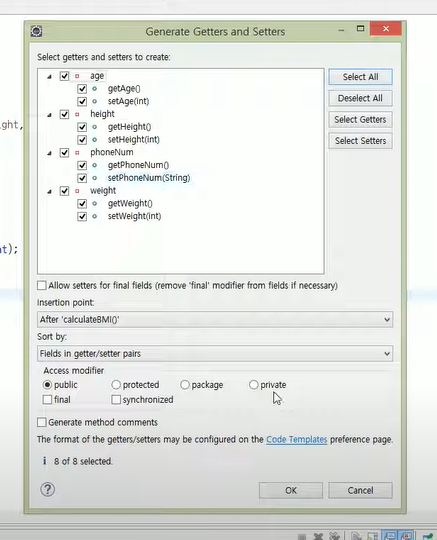 Generate Getters and Setters
Select getters and setters to create:
age
getAge()
setAge(int)
height
getHeight()
setHeight(int)
phoneNum
getPhoneNum()
setPhoneNum(String)
weight
getWeight()
setWeight(int)
Select All
Deselect All
Select Getters
Select Setters
ight,
nt);
Allow setters for final fields (remove 'final' modifier from fields if necessary)
Insertion point:
After 'calculateBMI()'
Sort by:
Fields in getter/setter pairs
Access modifier
public protected package private
final synchronized
Generate method comments
The format of the getters/setters may be configured on the Code Templates preference page.
i 8 of 8 selected.
? OK Cancel